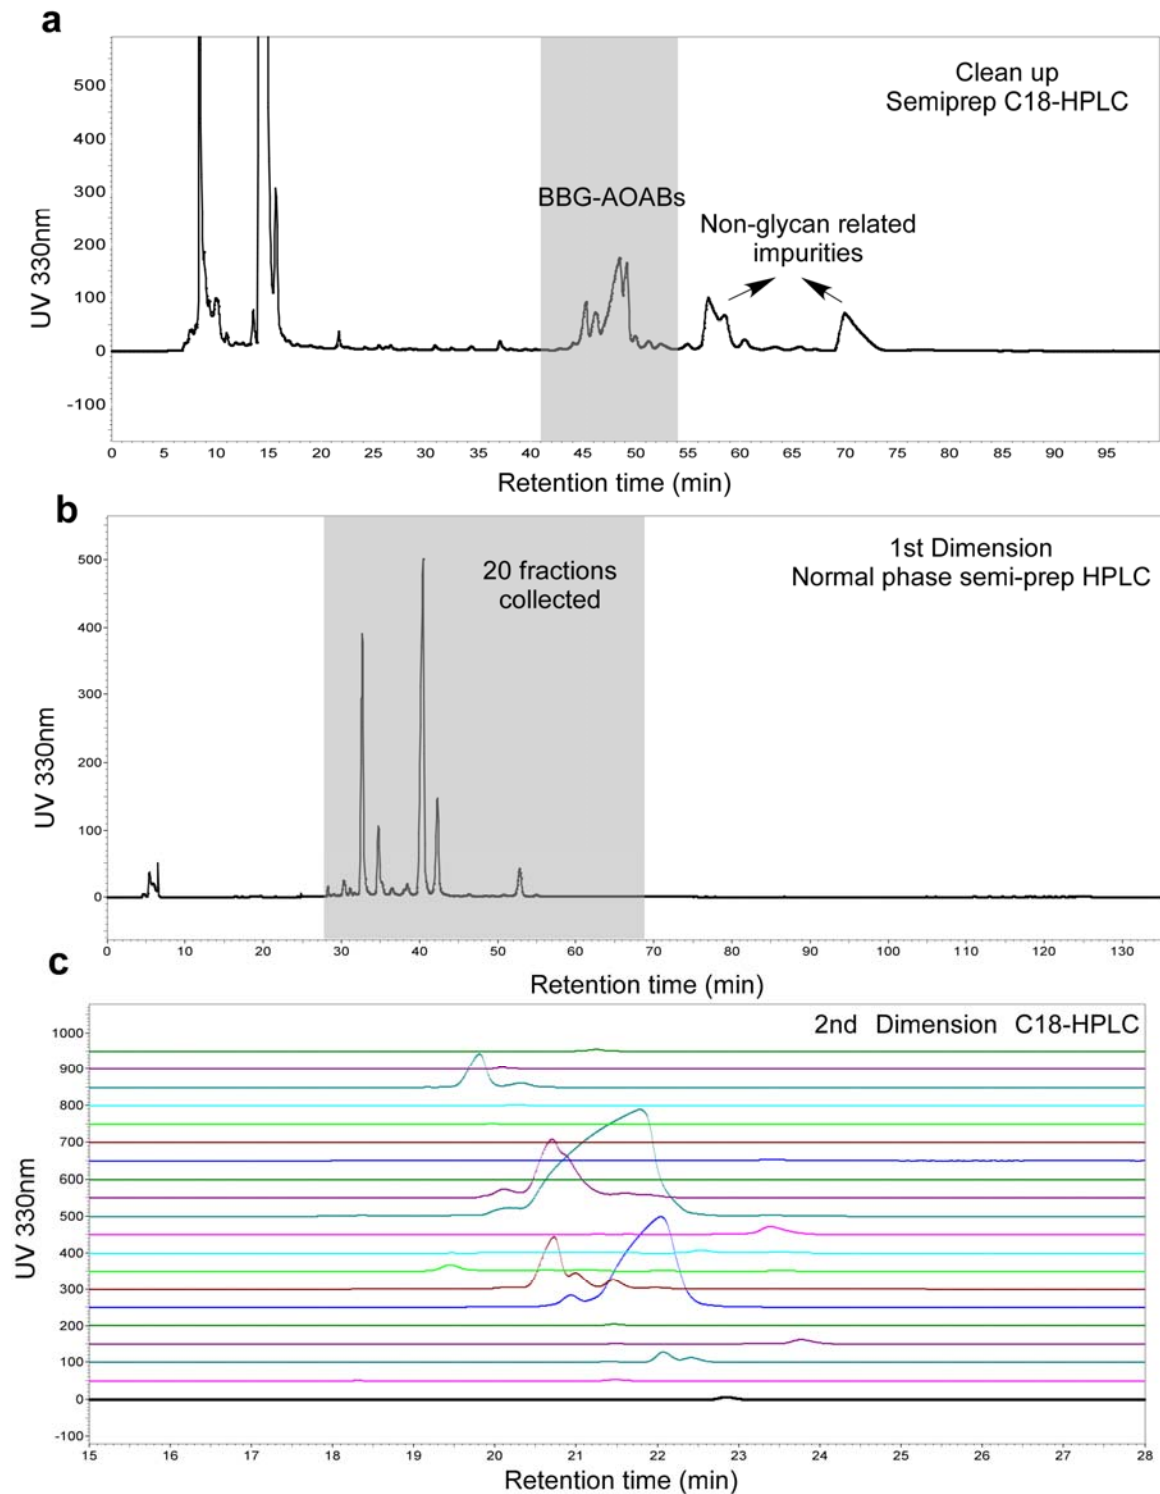 a
Clean up
Semiprep C18-HPLC
BBG-AOABs
Non-glycan related
impurities
UV 330nm
500
400
300
200
100
0
-100
0 5 10 15 20 25 30 35 40 45 50 55 60 65 70 75 80 85 90 95
Retention time (min)
b
1st Dimension
Normal phase semi-prep HPLC
20 fractions
collected
UV 330nm
500
400
300
200
100
0
0 10 20 30 40 50 60 70 80 90 100 110 120 130
Retention time (min)
c
2nd Dimension C18-HPLC
UV 330nm
1000
900
800
700
600
500
400
300
200
100
0
-100
15 16 17 18 19 20 21 22 23 24 25 26 27 28
Retention time (min)